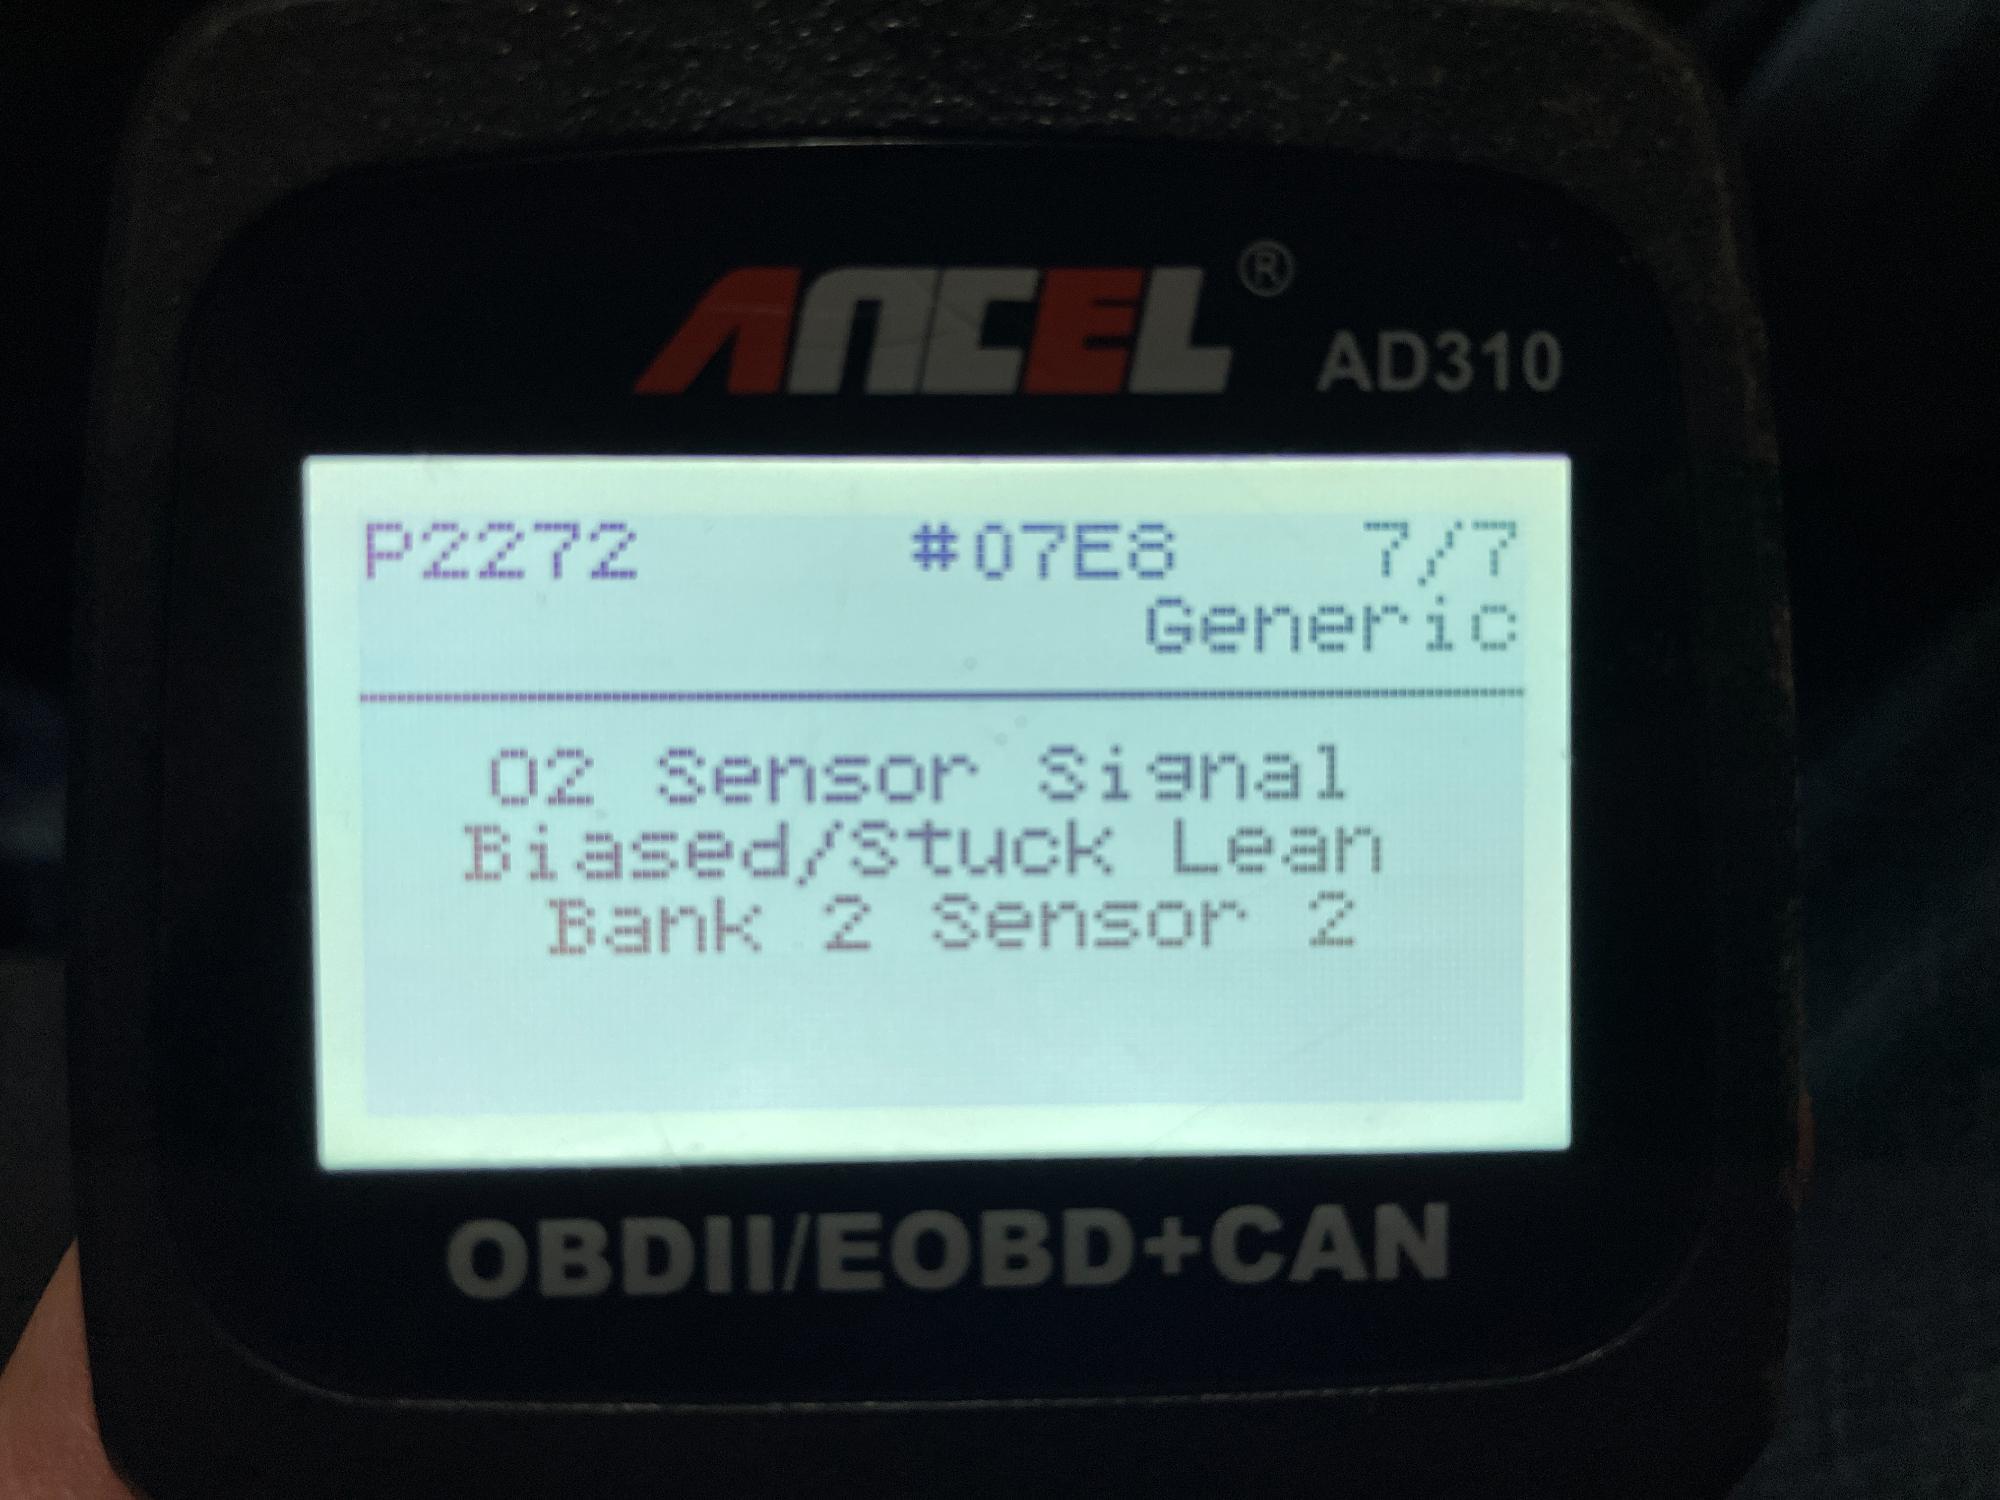 ANCEL® AD310
P2272 #07E8 7/7
Generic
O2 Sensor Signal
Biased/Stuck Lean
Bank 2 Sensor 2
OBDII/EOBD+CAN